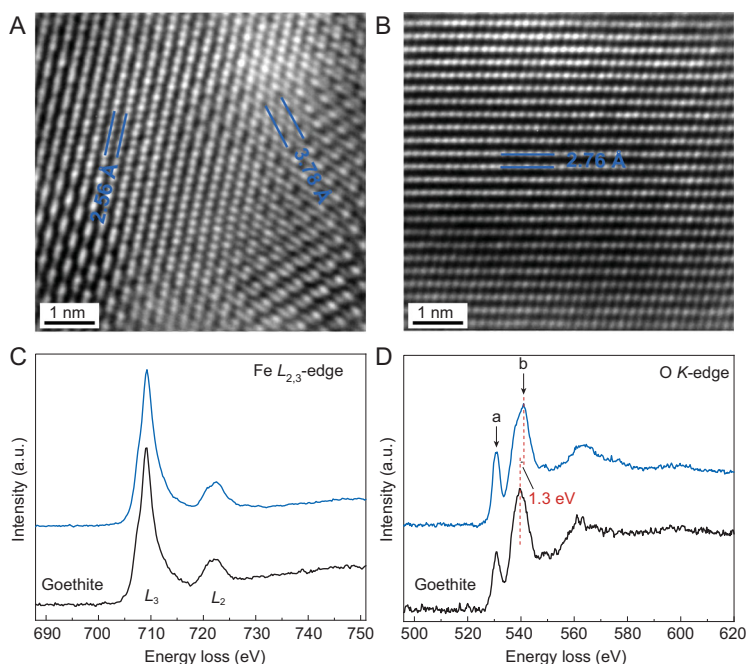 A
2.56 Å
3.76 Å
1 nm
B
2.76 Å
1 nm
C
Fe L2,3-edge
Intensity (a.u.)
Goethite
L3
L2
690 700 710 720 730 740 750
Energy loss (eV)
D
b
O K-edge
a
1.3 eV
Intensity (a.u.)
Goethite
500 520 540 560 580 600 620
Energy loss (eV)